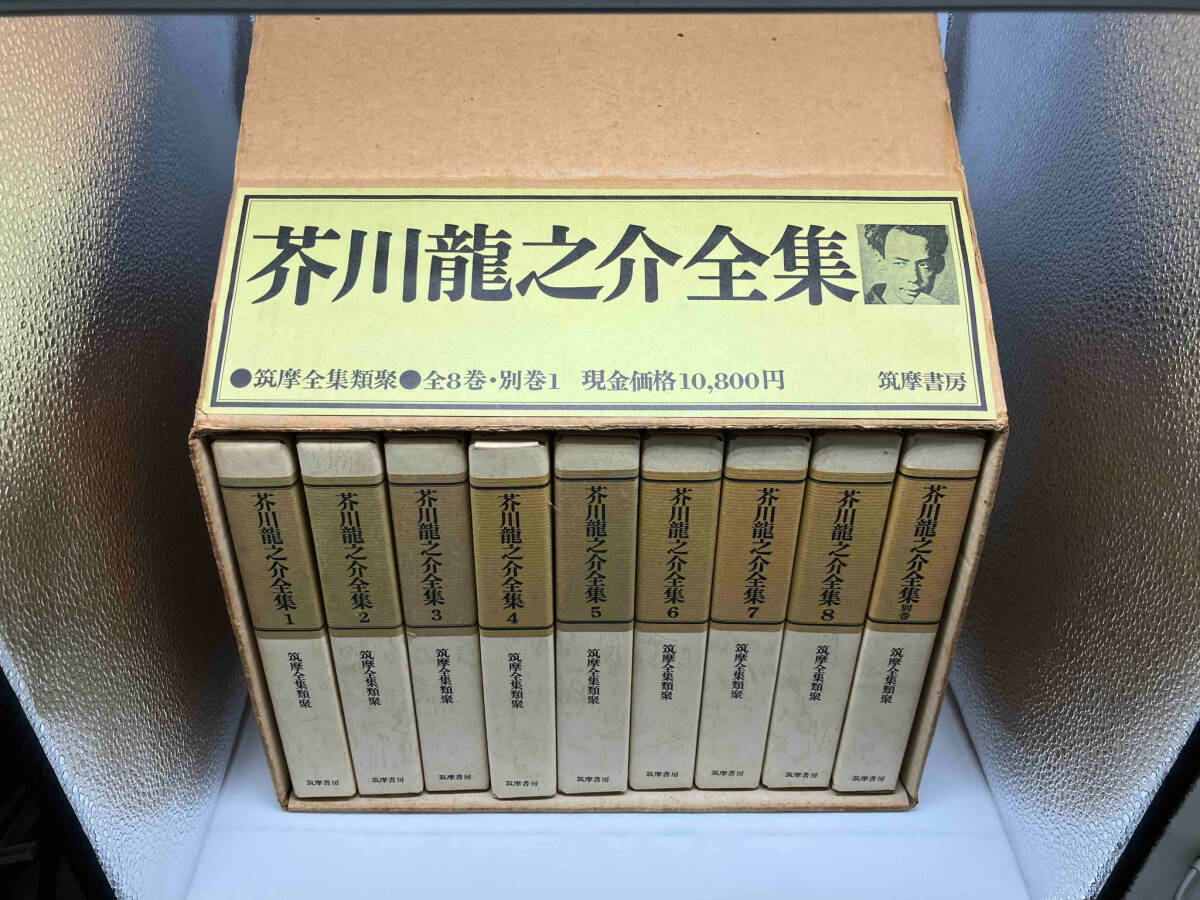 芥川龍之介全集
●筑摩全集類聚●全8巻・別巻1 現金価格10,800円 筑摩書房
芥川龍之介全集1
筑摩全集類聚
筑摩書房
芥川龍之介全集2
筑摩全集類聚
筑摩書房
芥川龍之介全集3
筑摩全集類聚
筑摩書房
芥川龍之介全集4
筑摩全集類聚
筑摩書房
芥川龍之介全集5
筑摩全集類聚
筑摩書房
芥川龍之介全集6
筑摩全集類聚
筑摩書房
芥川龍之介全集7
筑摩全集類聚
筑摩書房
芥川龍之介全集8
筑摩全集類聚
筑摩書房
芥川龍之介全集別巻
筑摩全集類聚
筑摩書房